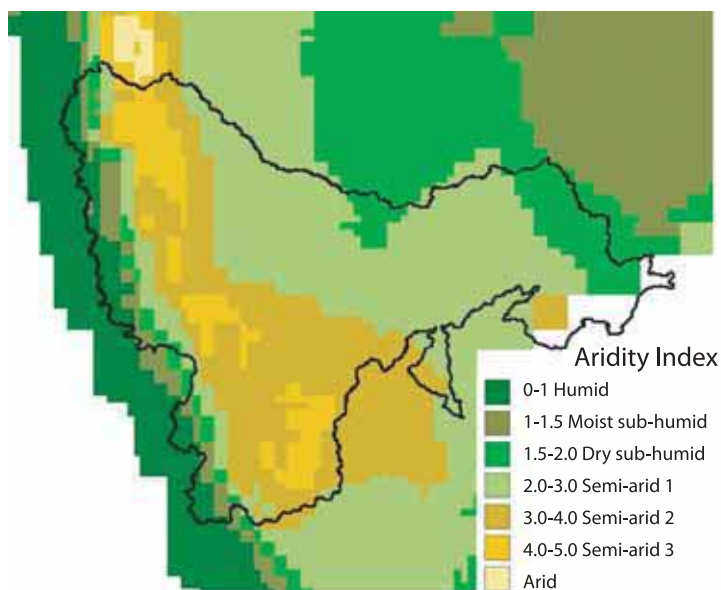 Aridity Index
0-1 Humid
1-1.5 Moist sub-humid
1.5-2.0 Dry sub-humid
2.0-3.0 Semi-arid 1
3.0-4.0 Semi-arid 2
4.0-5.0 Semi-arid 3
Arid